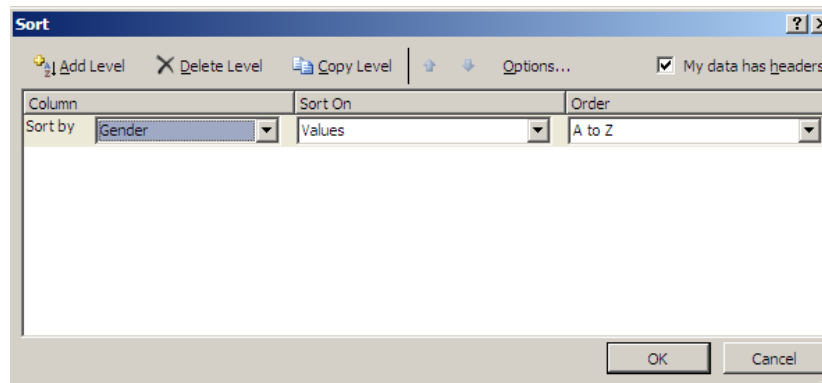 Sort
Add Level Delete Level Copy Level Options... My data has headers
Column Sort On Order
Sort by Gender Values A to Z
OK Cancel